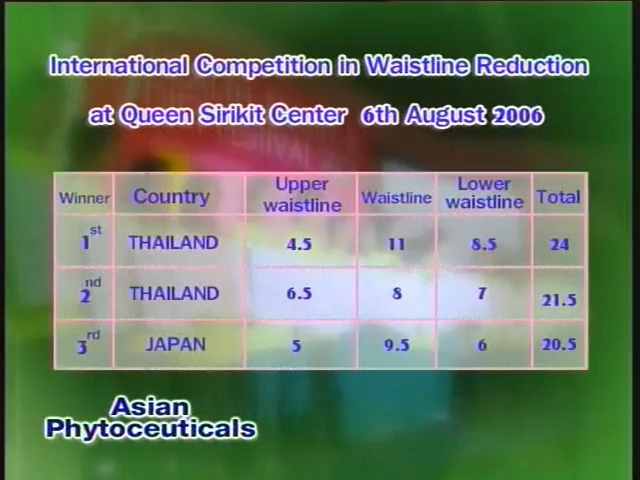 International Competition in Waistline Reduction
at Queen Sirikit Center 6th August 2006
Winner Country Upper waistline Waistline Lower waistline Total
1st THAILAND 4.5 11 8.5 24
2nd THAILAND 6.5 8 7 21.5
3rd JAPAN 5 9.5 6 20.5
Asian
Phytoceuticals